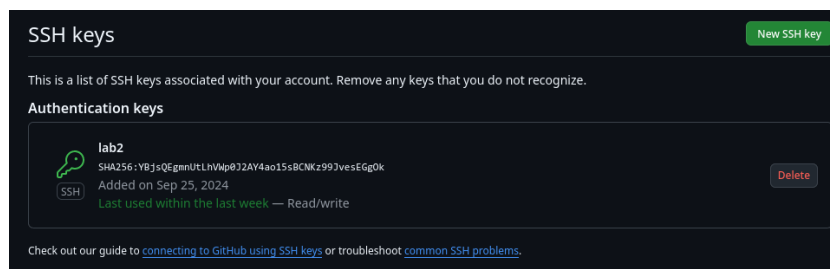 SSH keys
New SSH key
This is a list of SSH keys associated with your account. Remove any keys that you do not recognize.
Authentication keys
lab2
SHA256:YBjsQEgmnUtLhVWp0J2AY4ao15sBCNKz99JvesEGgOk
SSH
Added on Sep 25, 2024
Last used within the last week — Read/write
Delete
Check out our guide to connecting to GitHub using SSH keys or troubleshoot common SSH problems.